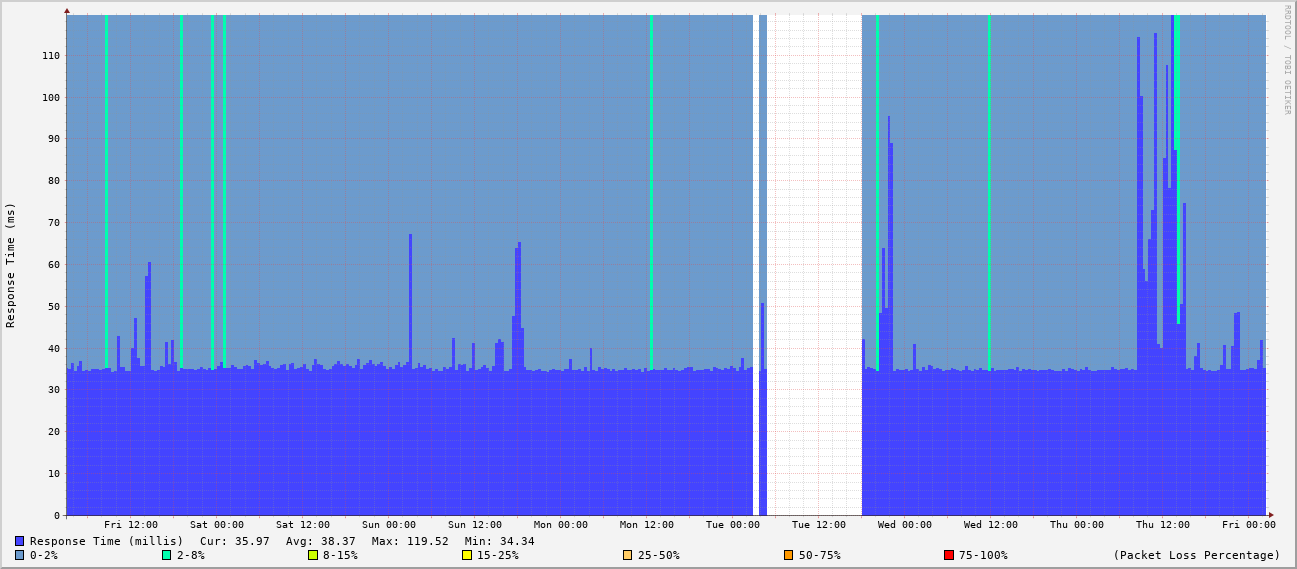 RRDTOOL / TOBI OETIKER
Response Time (ms)
110
100
90
80
70
60
50
40
30
20
10
0
Fri 12:00 Sat 00:00 Sat 12:00 Sun 00:00 Sun 12:00 Mon 00:00 Mon 12:00 Tue 00:00 Tue 12:00 Wed 00:00 Wed 12:00 Thu 00:00 Thu 12:00 Fri 00:00
Response Time (millis) Cur: 35.97 Avg: 38.37 Max: 119.52 Min: 34.34
0-2% 2-8% 8-15% 15-25% 25-50% 50-75% 75-100% (Packet Loss Percentage)